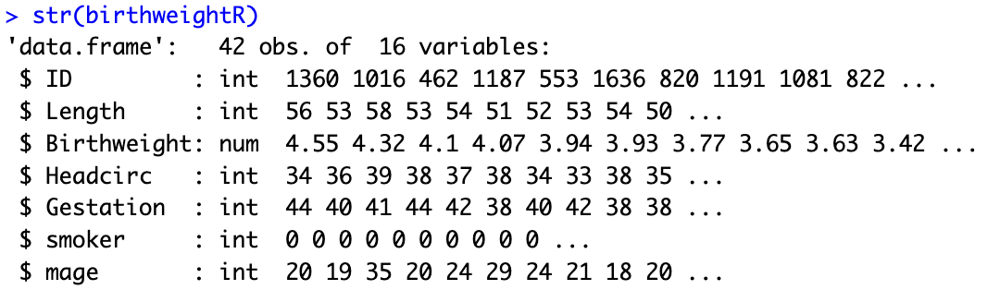 > str(birthweightR)
'data.frame':   42 obs. of  16 variables:
 $ ID         : int  1360 1016 462 1187 553 1636 820 1191 1081 822 ...
 $ Length     : int  56 53 58 53 54 51 52 53 54 50 ...
 $ Birthweight: num  4.55 4.32 4.1 4.07 3.94 3.93 3.77 3.65 3.63 3.42 ...
 $ Headcirc   : int  34 36 39 38 37 38 34 33 38 35 ...
 $ Gestation  : int  44 40 41 44 42 38 40 42 38 38 ...
 $ smoker     : int  0 0 0 0 0 0 0 0 0 0 ...
 $ mage       : int  20 19 35 20 24 29 24 21 18 20 ...